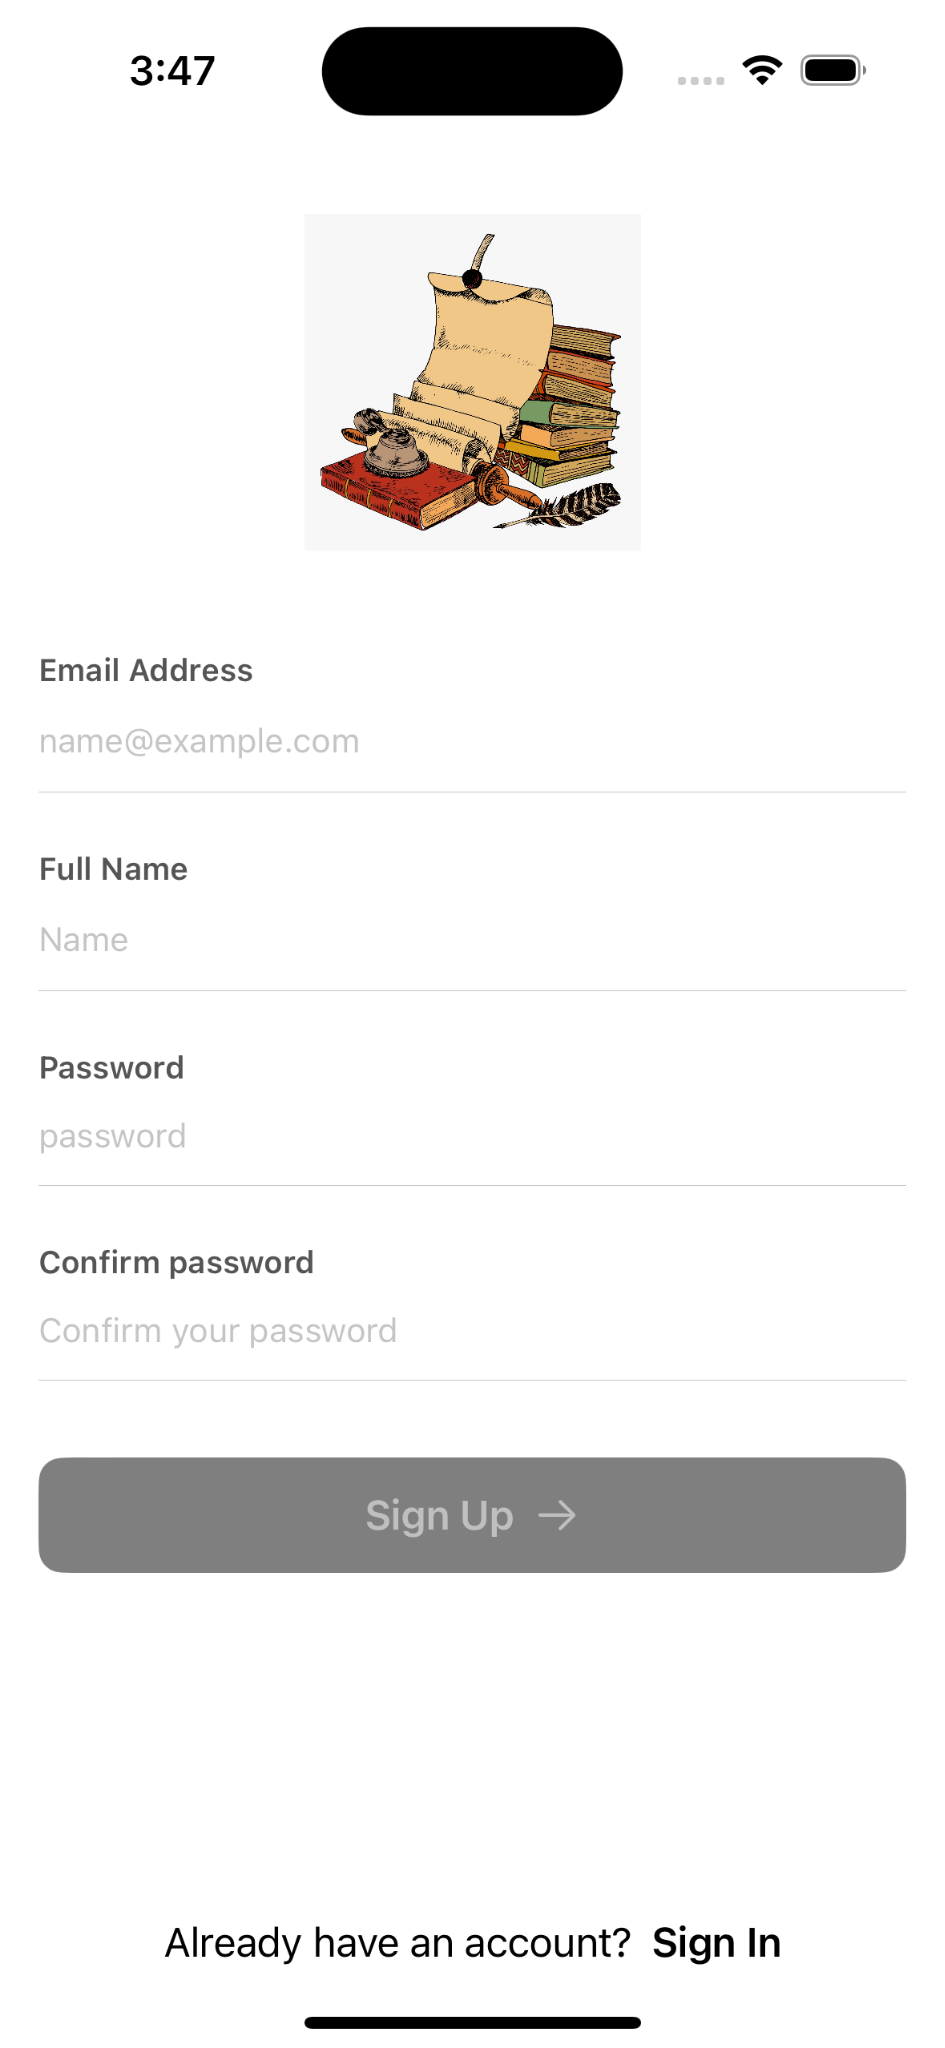 3:47
Email Address
name@example.com
Full Name
Name
Password
password
Confirm password
Confirm your password
Sign Up →
Already have an account? Sign In